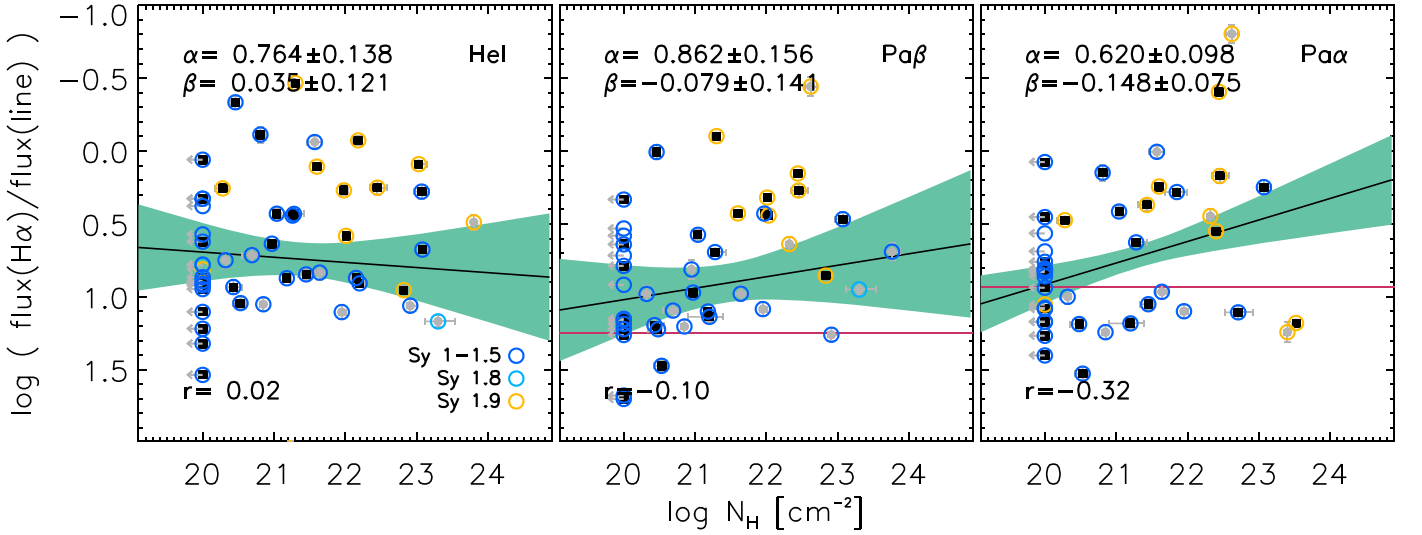 log ( flux(Hα)/flux(line) )
−1.0
−0.5
0.0
0.5
1.0
1.5
α= 0.764±0.138 HeI
β= 0.035±0.121
Sy 1−1.5
Sy 1.8
Sy 1.9
r= 0.02
20 21 22 23 24
α= 0.862±0.156 Paβ
β=−0.079±0.141
r=−0.10
20 21 22 23 24
α= 0.620±0.098 Paα
β=−0.148±0.075
r=−0.32
20 21 22 23 24
log N_H [cm⁻²]